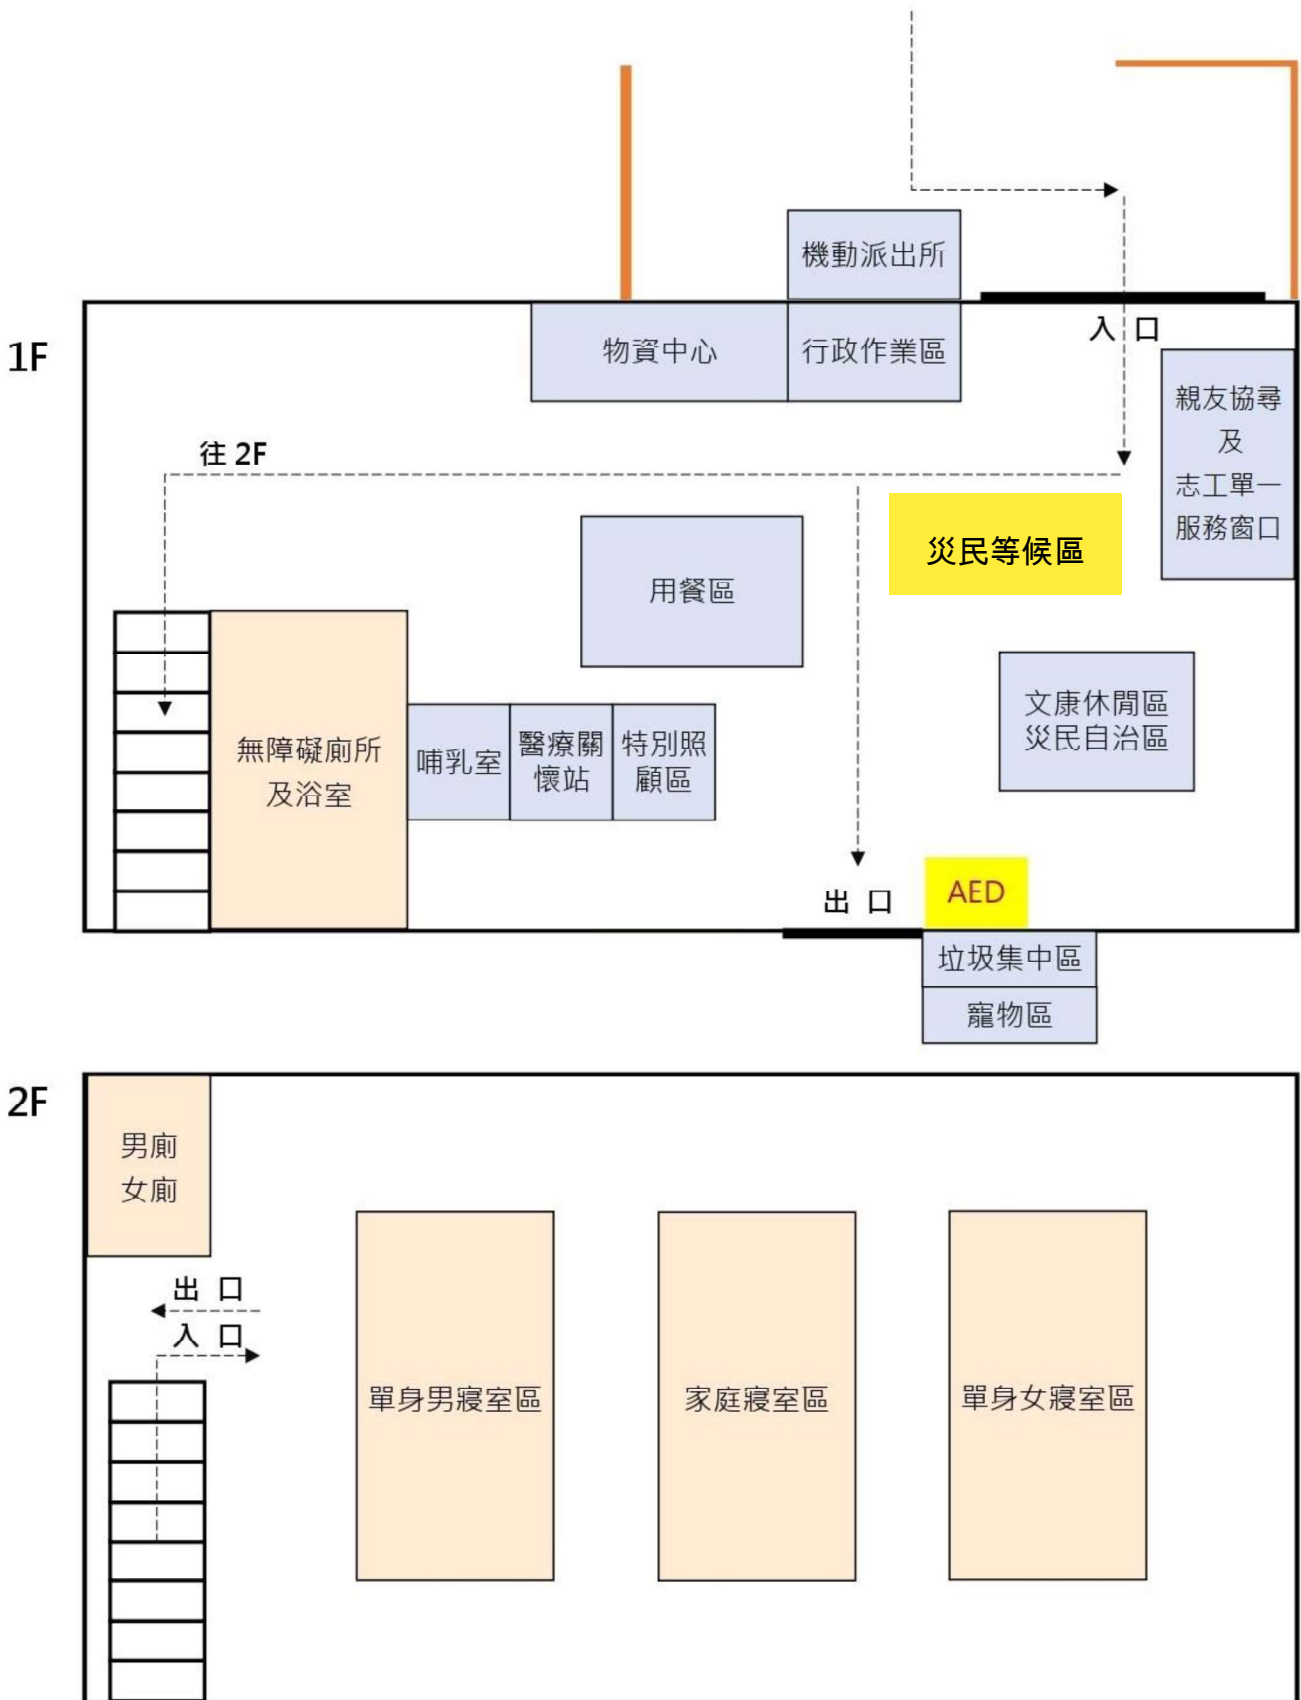 機動派出所
1F
物資中心
行政作業區
入口
親友協尋
及
志工單一
服務窗口
往 2F
災民等候區
用餐區
文康休閒區
災民自治區
無障礙廁所
及浴室
哺乳室
醫療關
懷站
特別照
顧區
出口
AED
垃圾集中區
寵物區
2F
男廁
女廁
出口
入口
單身男寢室區
家庭寢室區
單身女寢室區